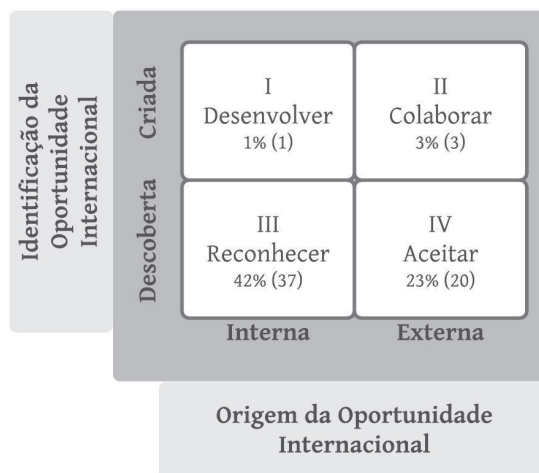 Identificação da
Oportunidade
Internacional
Criada
Descoberta
I
Desenvolver
1% (1)
II
Colaborar
3% (3)
III
Reconhecer
42% (37)
IV
Aceitar
23% (20)
Interna
Externa
Origem da Oportunidade
Internacional